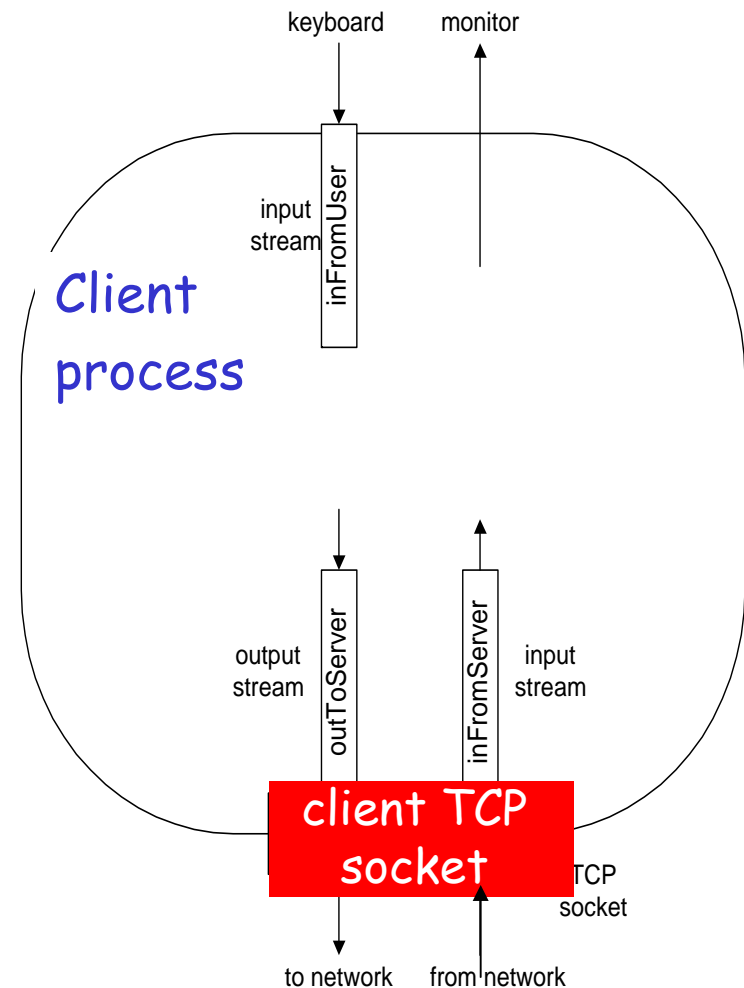 keyboard
monitor
input
stream
inFromUser
Client
process
output
stream
outToServer
inFromServer
input
stream
client TCP
socket
TCP
socket
to network
from network